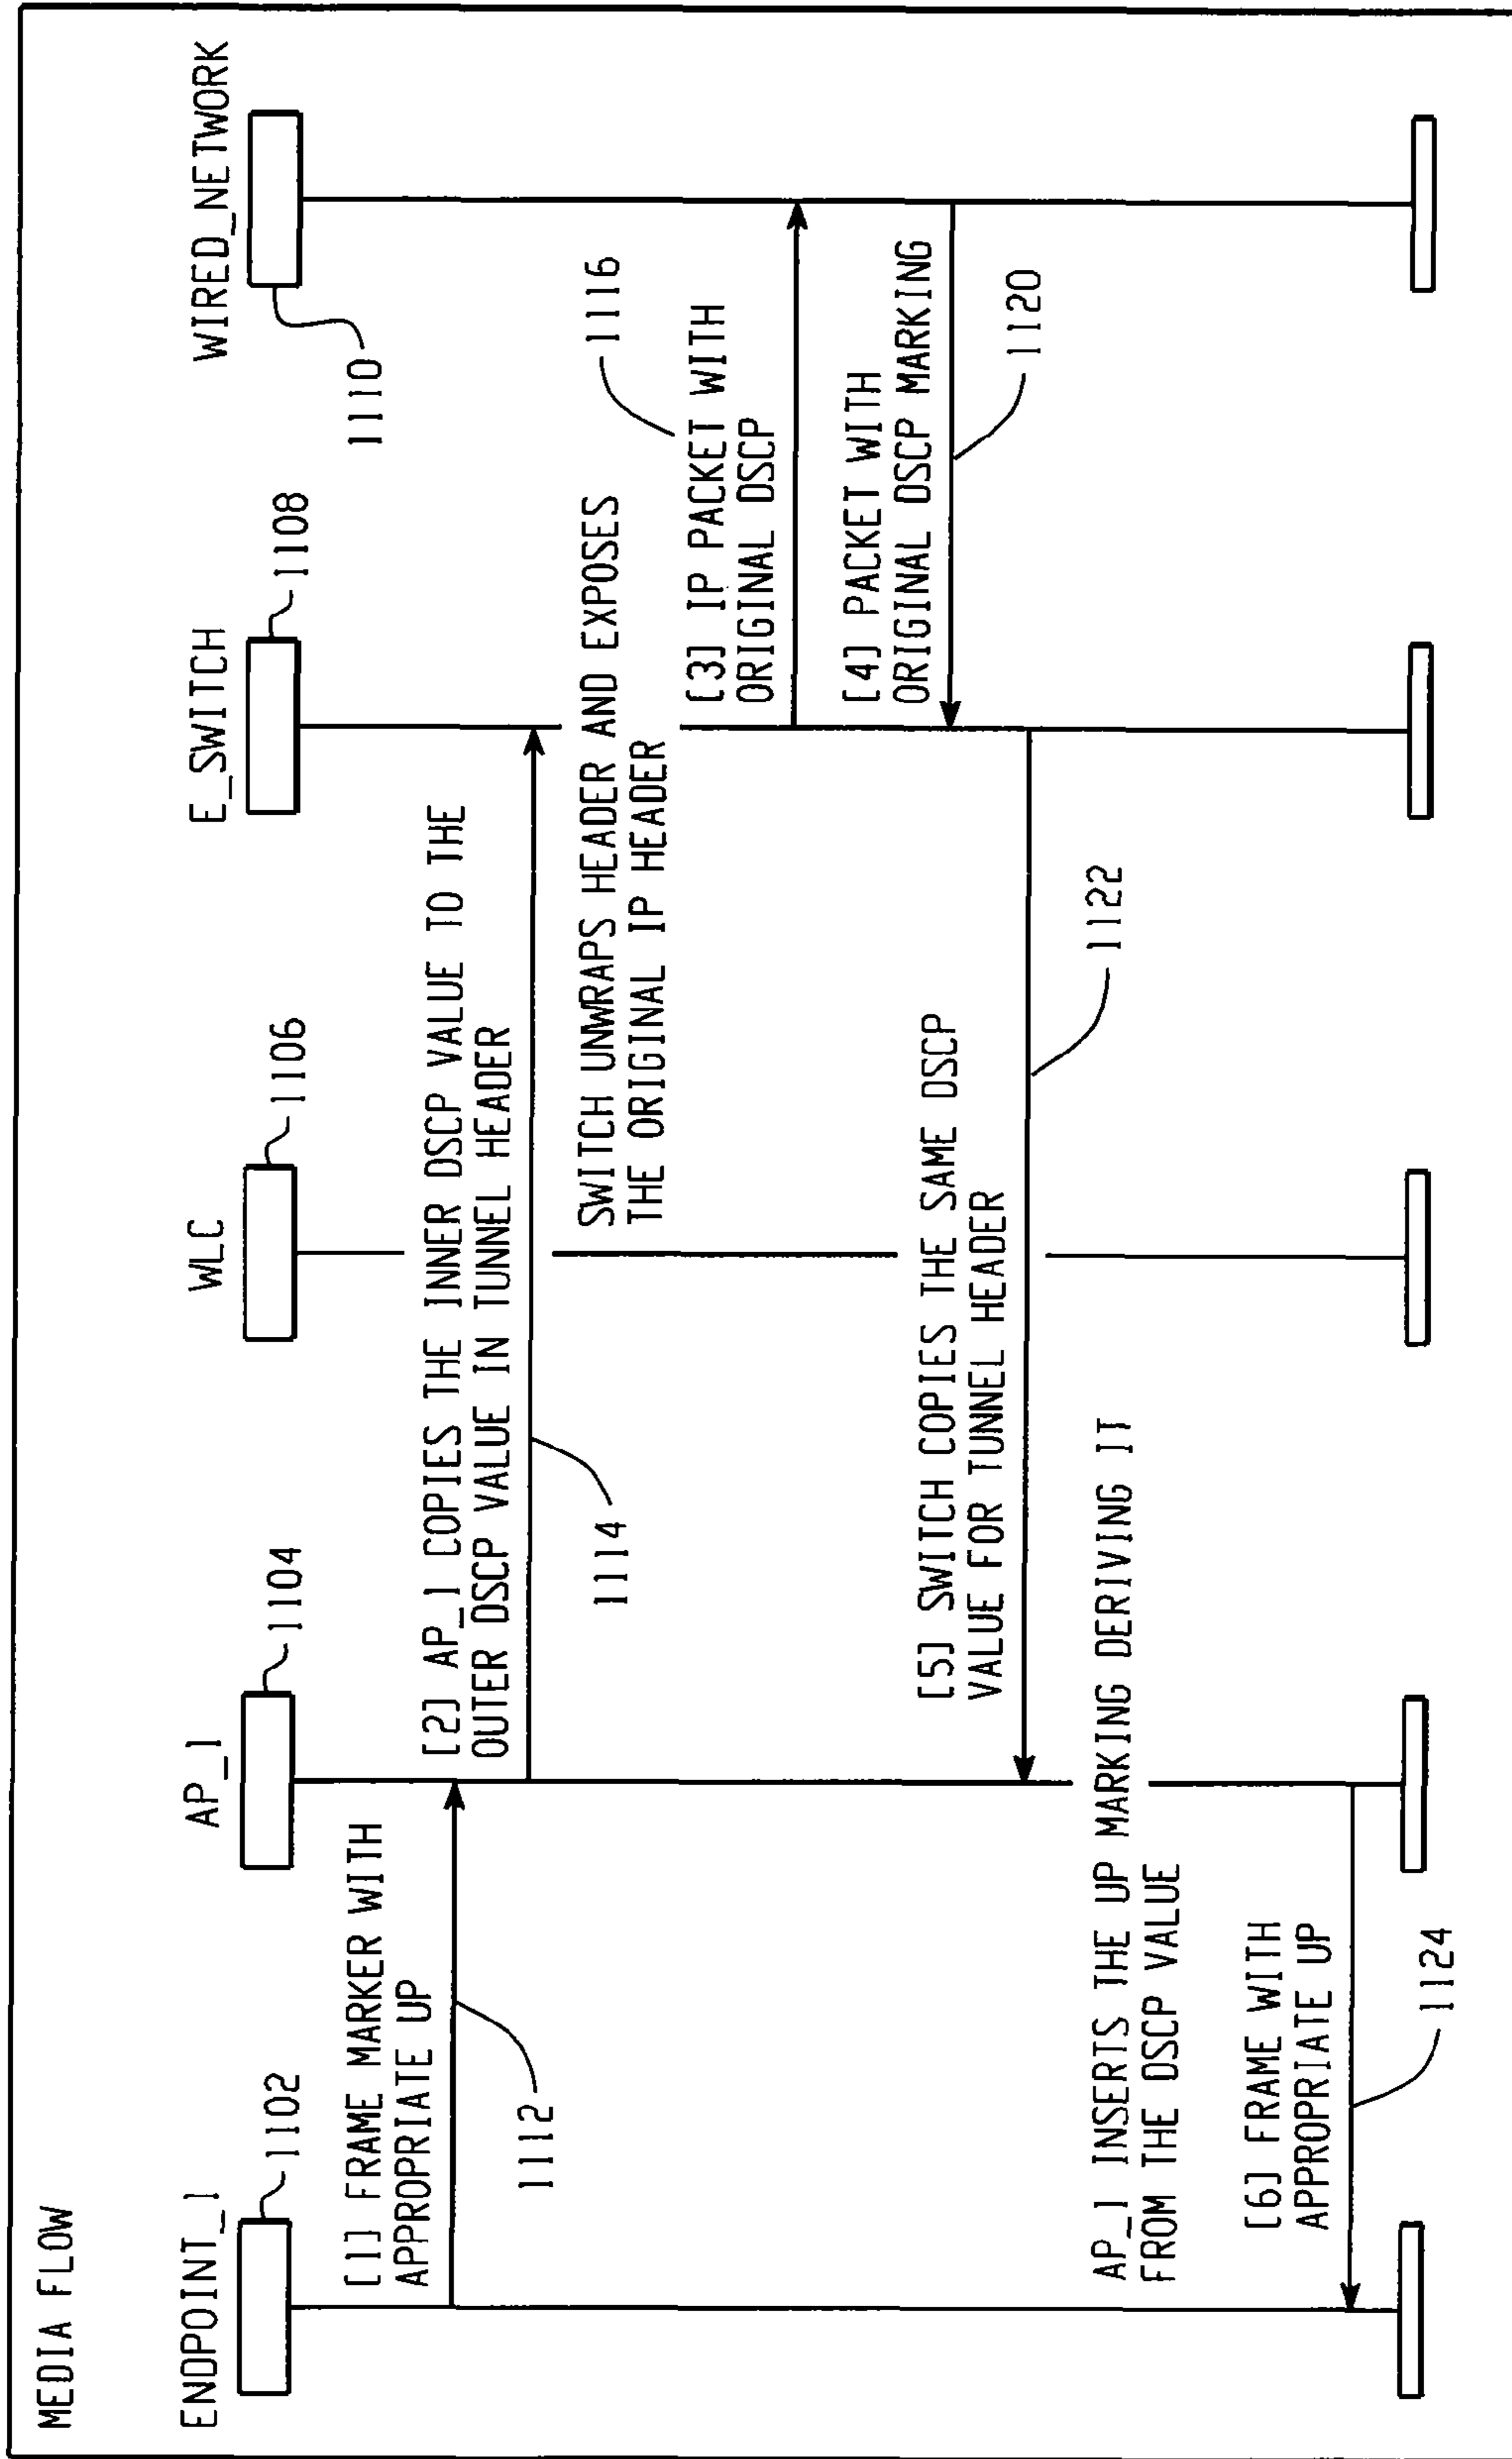 MEDIA FLOW
ENDPOINT_1
1102
AP_1
1104
WLC
1106
E_SWITCH
1108
WIRED_NETWORK
1110
[1] FRAME MARKER WITH
APPROPRIATE UP
1112
[2] AP_1 COPIES THE INNER DSCP VALUE TO THE
OUTER DSCP VALUE IN TUNNEL HEADER
1114
SWITCH UNWRAPS HEADER AND EXPOSES
THE ORIGINAL IP HEADER
1116
[3] IP PACKET WITH
ORIGINAL DSCP
[4] PACKET WITH
ORIGINAL DSCP MARKING
1120
[5] SWITCH COPIES THE SAME DSCP
VALUE FOR TUNNEL HEADER
1122
AP_1 INSERTS THE UP MARKING DERIVING IT
FROM THE DSCP VALUE
[6] FRAME WITH
APPROPRIATE UP
1124